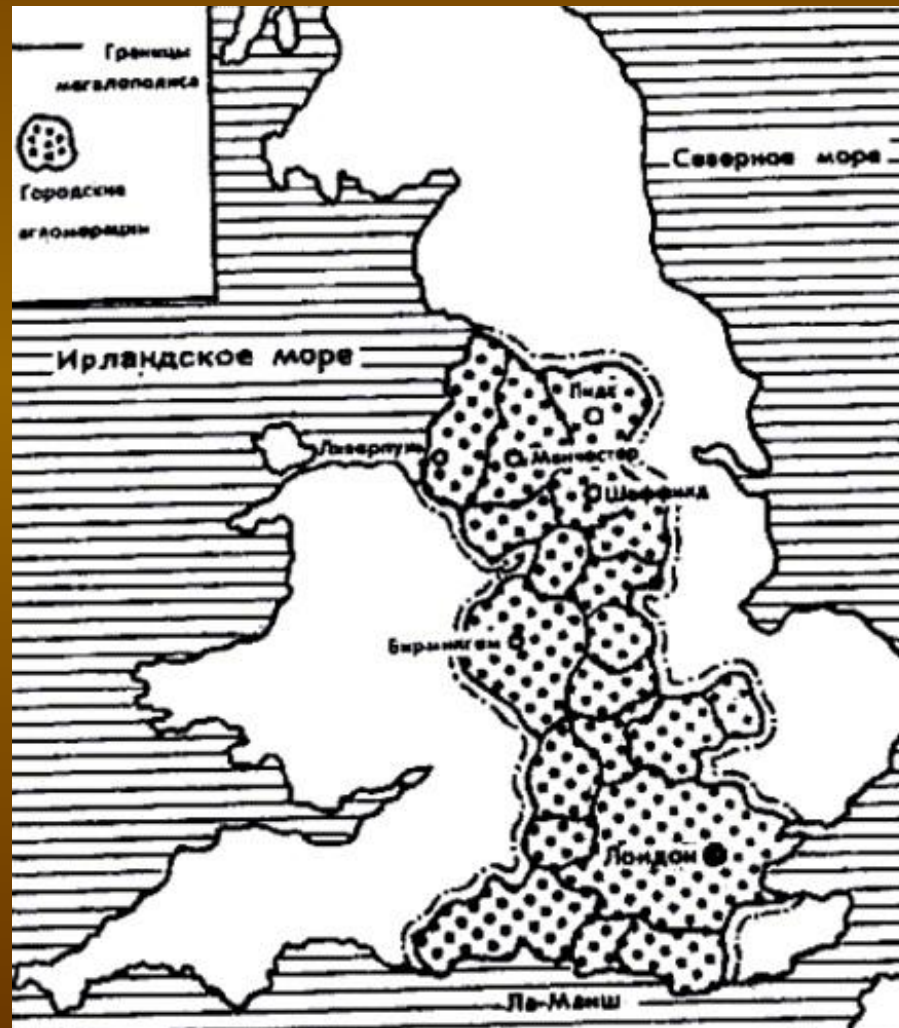 Границы
мегалополиса
Городские
агломерации
Северное море
Ирландское море
Лидс
Ливерпуль
Манчестер
Шеффилд
Бирмингем
Лондон
Ла-Манш